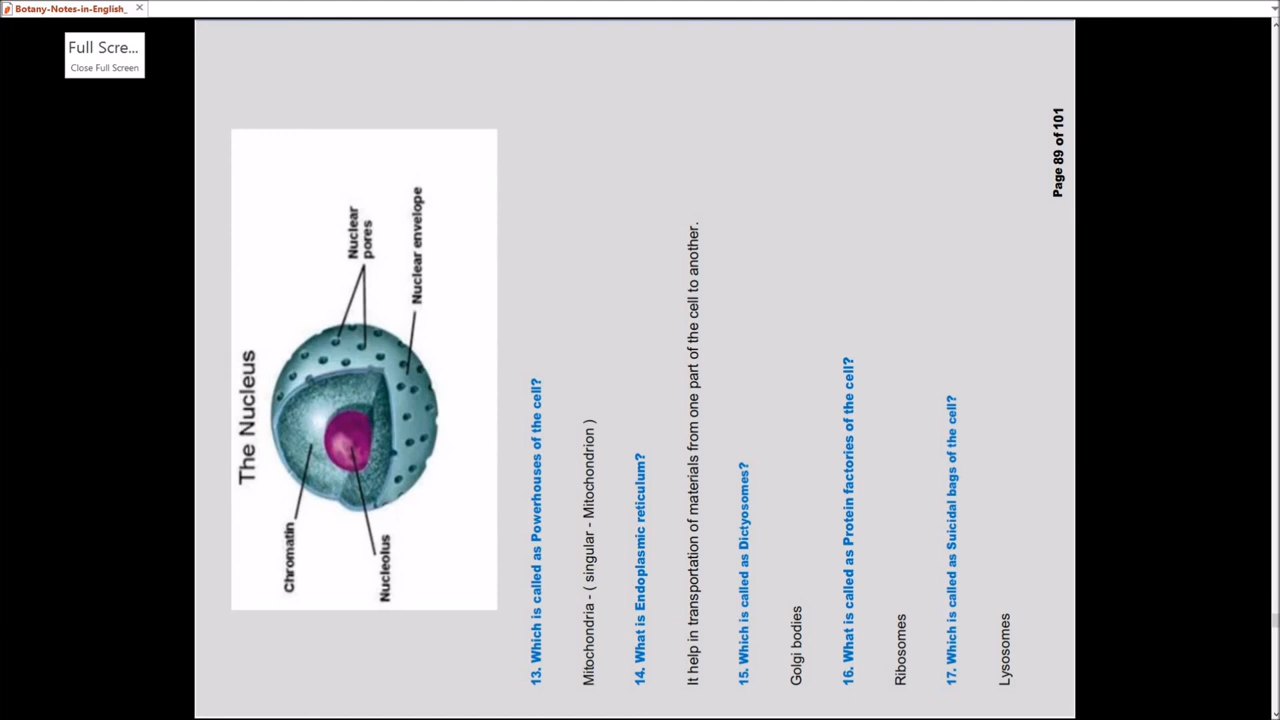 Botany-Notes-in-English_
Full Scre...
Close Full Screen
The Nucleus
Chromatin
Nucleolus
Nuclear
pores
Nuclear envelope
13. Which is called as Powerhouses of the cell?
Mitochondria - ( singular - Mitochondrion )
14. What is Endoplasmic reticulum?
It help in transportation of materials from one part of the cell to another.
15. Which is called as Dictyosomes?
Golgi bodies
16. What is called as Protein factories of the cell?
Ribosomes
17. Which is called as Suicidal bags of the cell?
Lysosomes
Page 89 of 101